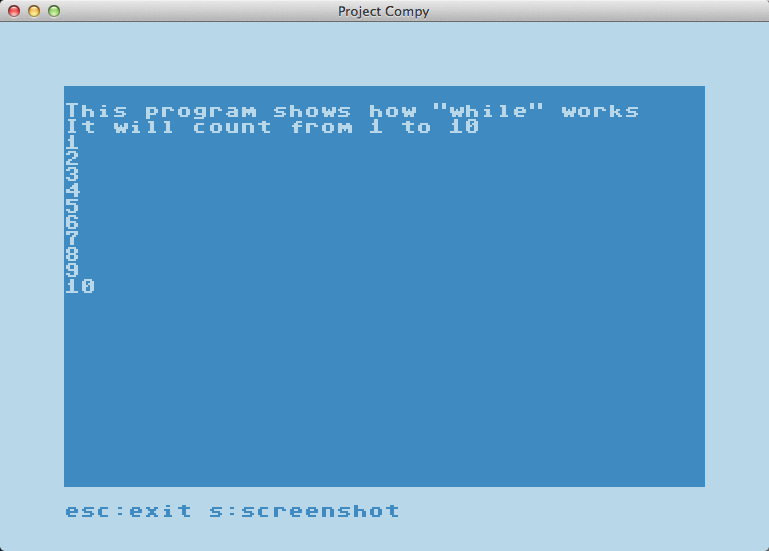 Project Compy
This program shows how "while" works
It will count from 1 to 10
1
2
3
4
5
6
7
8
9
10
esc:exit s:screenshot